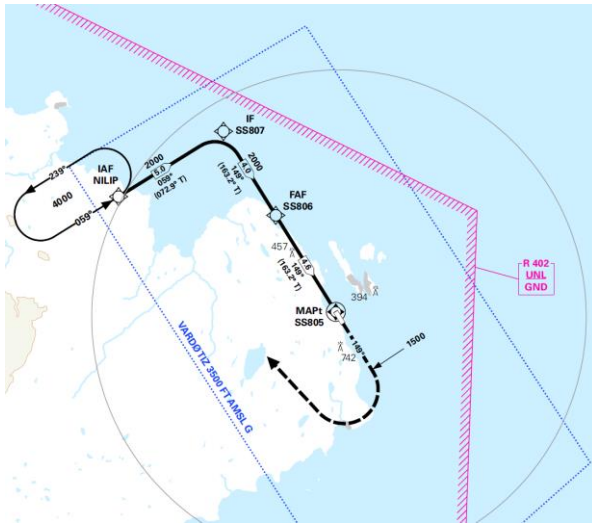 IF
SS807
IAF
NILIP
239°
4000
059°
2000
5.0
059°
(072.9° T)
2000
4.0
149°
(163.2° T)
FAF
SS806
457
4.6
149°
(163.2° T)
394
R 402
UNL
GND
MAPt
SS805
149°
1500
742
VARDØ TIZ 3500 FT AMSL G